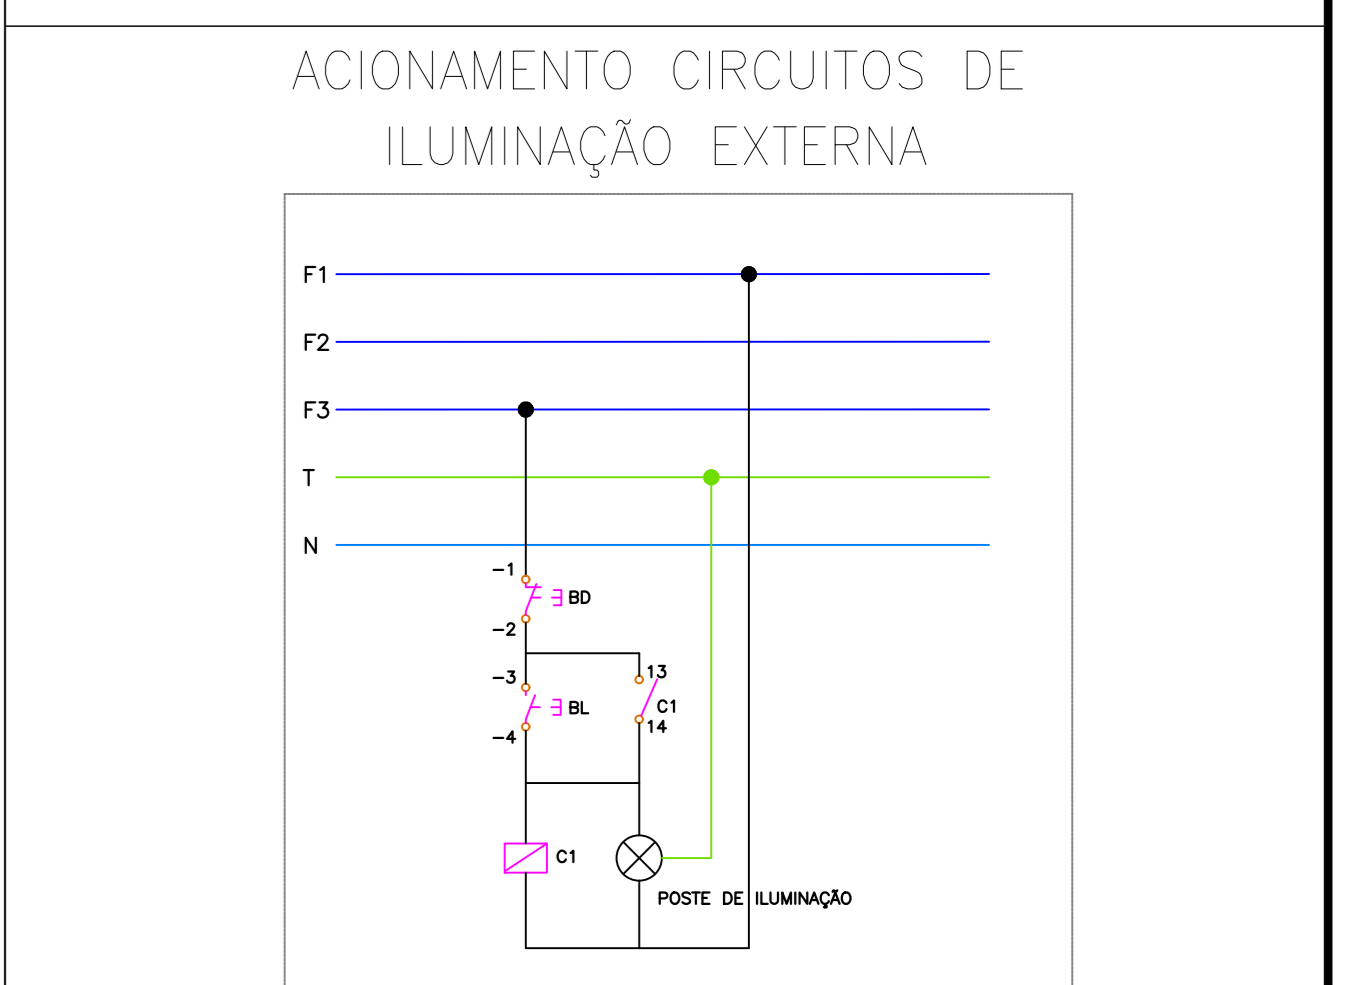 ACIONAMENTO CIRCUITOS DE
ILUMINAÇÃO EXTERNA
F1
F2
F3
T
N
-1
BD
-2
-3
13
BL
C1
-4
14
C1
POSTE DE ILUMINAÇÃO